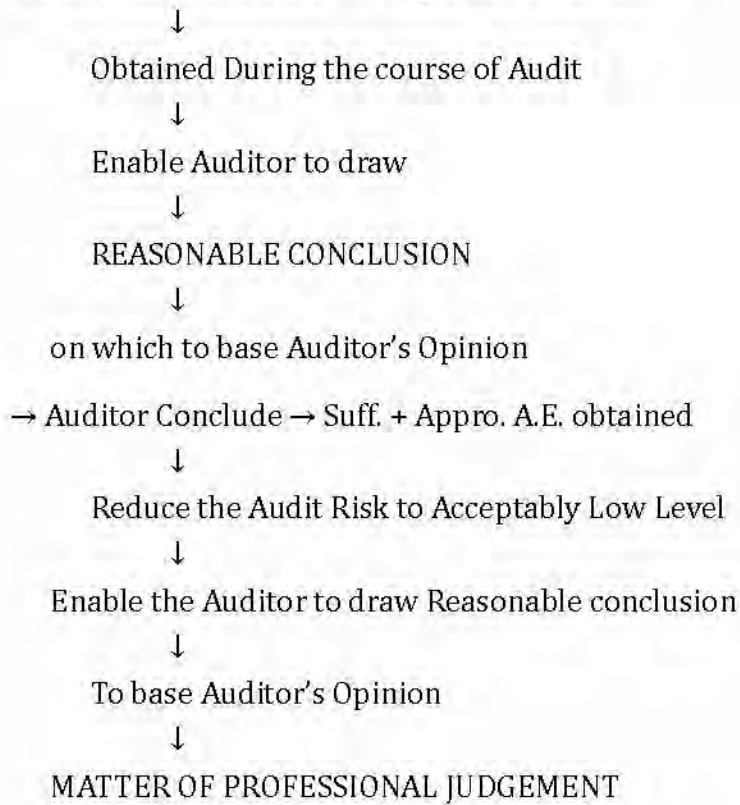 ↓
Obtained During the course of Audit
↓
Enable Auditor to draw
↓
REASONABLE CONCLUSION
↓
on which to base Auditor's Opinion
→ Auditor Conclude → Suff. + Appro. A.E. obtained
↓
Reduce the Audit Risk to Acceptably Low Level
↓
Enable the Auditor to draw Reasonable conclusion
↓
To base Auditor's Opinion
↓
MATTER OF PROFESSIONAL JUDGEMENT